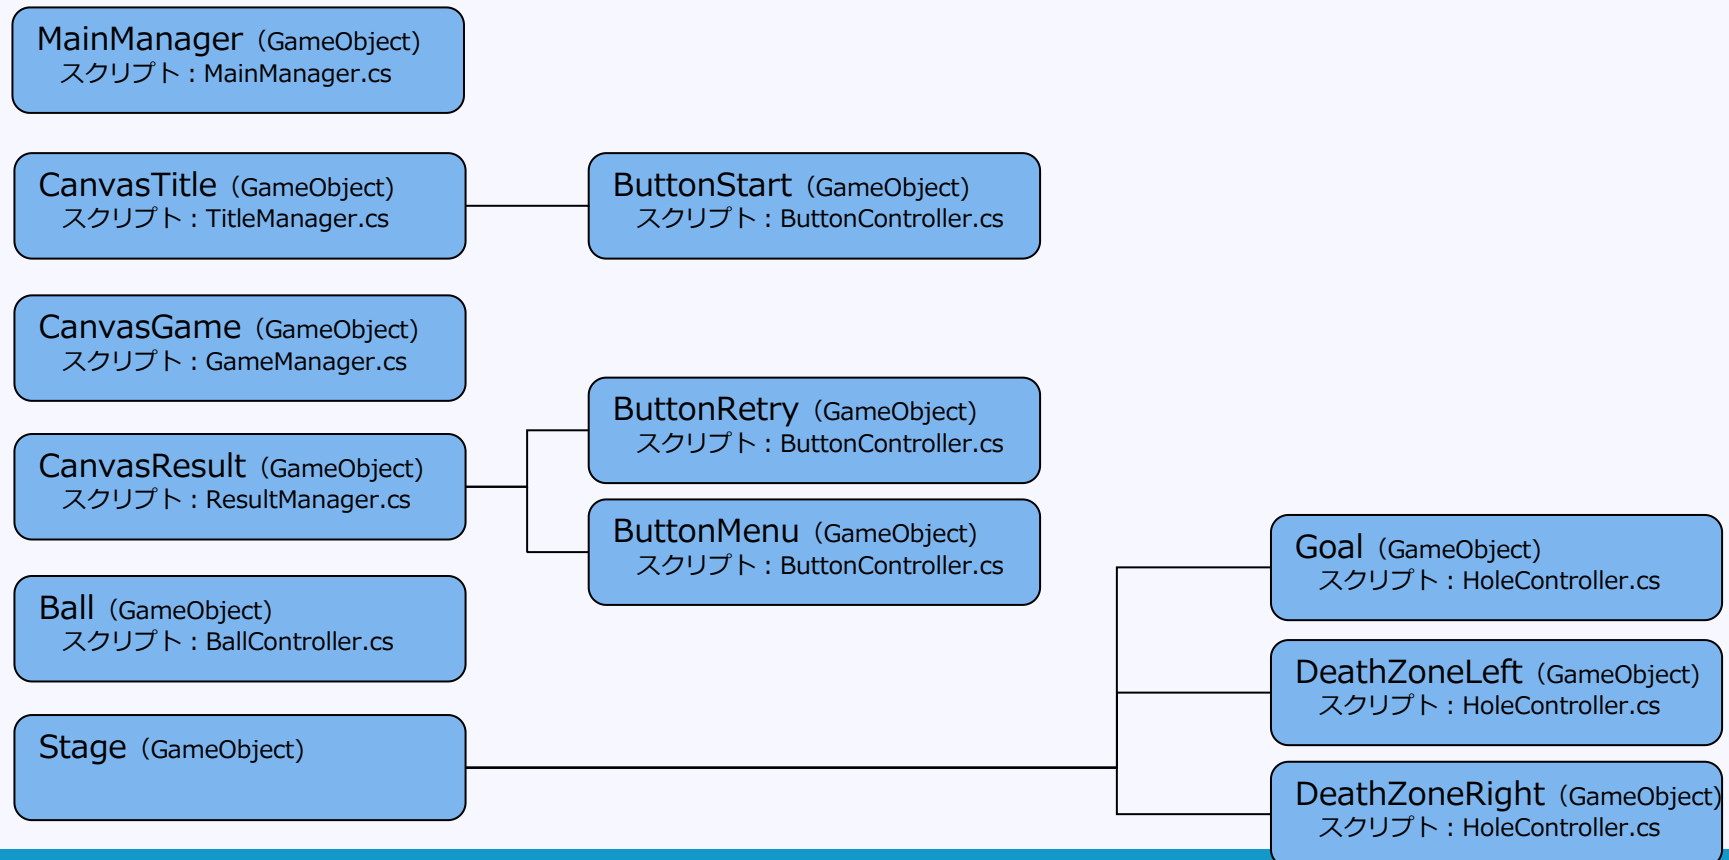 MainManager（GameObject)
スクリプト：MainManager.cs
CanvasTitle（GameObject)
スクリプト：TitleManager.cs
ButtonStart（GameObject)
スクリプト：ButtonController.cs
CanvasGame（GameObject)
スクリプト：GameManager.cs
CanvasResult（GameObject)
スクリプト：ResultManager.cs
ButtonRetry（GameObject)
スクリプト：ButtonController.cs
ButtonMenu（GameObject)
スクリプト：ButtonController.cs
Ball（GameObject)
スクリプト：BallController.cs
Stage（GameObject)
Goal（GameObject)
スクリプト：HoleController.cs
DeathZoneLeft（GameObject)
スクリプト：HoleController.cs
DeathZoneRight（GameObject)
スクリプト：HoleController.cs